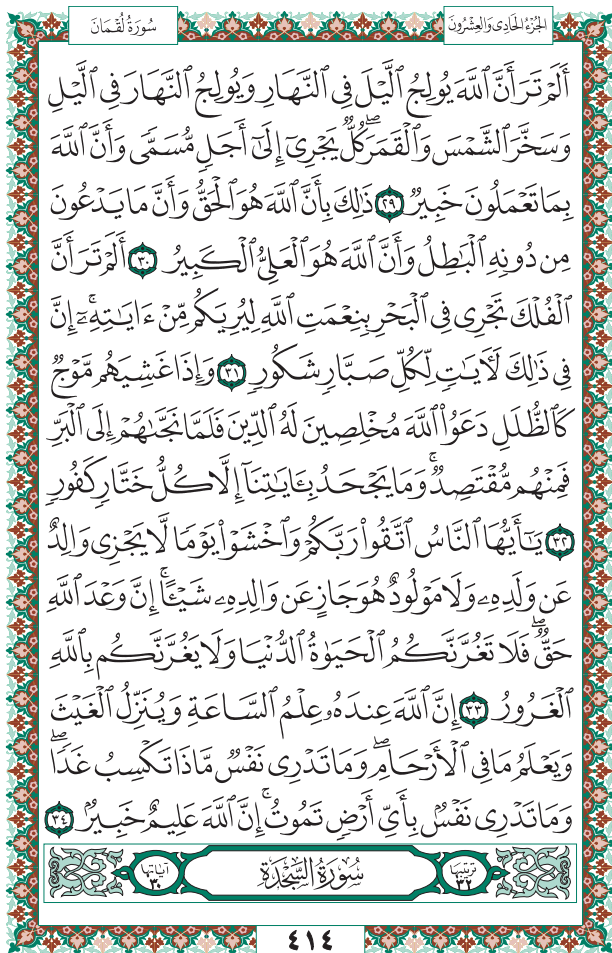 الجُزْءُ الحَادِى وَالعِشْرُونَ
سُورَةُ لُقْمَان
أَلَمْ تَرَ أَنَّ ٱللَّهَ يُولِجُ ٱلَّيْلَ فِى ٱلنَّهَارِ وَيُولِجُ ٱلنَّهَارَ فِى ٱلَّيْلِ
وَسَخَّرَ ٱلشَّمْسَ وَٱلْقَمَرَۖ كُلٌّ يَجْرِىٓ إِلَىٰٓ أَجَلٍ مُّسَمًّى وَأَنَّ ٱللَّهَ
بِمَا تَعْمَلُونَ خَبِيرٌ ٢٩ ذَٰلِكَ بِأَنَّ ٱللَّهَ هُوَ ٱلْحَقُّ وَأَنَّ مَا يَدْعُونَ
مِن دُونِهِ ٱلْبَٰطِلُ وَأَنَّ ٱللَّهَ هُوَ ٱلْعَلِىُّ ٱلْكَبِيرُ ٣٠ أَلَمْ تَرَ أَنَّ
ٱلْفُلْكَ تَجْرِى فِى ٱلْبَحْرِ بِنِعْمَتِ ٱللَّهِ لِيُرِيَكُم مِّنْ ءَايَٰتِهِۦٓۚ إِنَّ
فِى ذَٰلِكَ لَءَايَٰتٍ لِّكُلِّ صَبَّارٍ شَكُورٍ ٣١ وَإِذَا غَشِيَهُم مَّوْجٌ
كَٱلظُّلَلِ دَعَوُا۟ ٱللَّهَ مُخْلِصِينَ لَهُ ٱلدِّينَ فَلَمَّا نَجَّىٰهُمْ إِلَى ٱلْبَرِّ
فَمِنْهُم مُّقْتَصِدٌۚ وَمَا يَجْحَدُ بِـَٔايَٰتِنَآ إِلَّا كُلُّ خَتَّارٍ كَفُورٍ
٣٢ يَٰٓأَيُّهَا ٱلنَّاسُ ٱتَّقُوا۟ رَبَّكُمْ وَٱخْشَوْا۟ يَوْمًا لَّا يَجْزِى وَالِدٌ
عَن وَلَدِهِۦ وَلَا مَوْلُودٌ هُوَ جَازٍ عَن وَالِدِهِۦ شَيْـًٔاۚ إِنَّ وَعْدَ ٱللَّهِ
حَقٌّۖ فَلَا تَغُرَّنَّكُمُ ٱلْحَيَوٰةُ ٱلدُّنْيَا وَلَا يَغُرَّنَّكُم بِٱللَّهِ
ٱلْغَرُورُ ٣٣ إِنَّ ٱللَّهَ عِندَهُۥ عِلْمُ ٱلسَّاعَةِ وَيُنَزِّلُ ٱلْغَيْثَ
وَيَعْلَمُ مَا فِى ٱلْأَرْحَامِۖ وَمَا تَدْرِى نَفْسٌ مَّاذَا تَكْسِبُ غَدًاۖ
وَمَا تَدْرِى نَفْسٌۢ بِأَىِّ أَرْضٍ تَمُوتُۚ إِنَّ ٱللَّهَ عَلِيمٌ خَبِيرٌۢ ٣٤
ترتيبها ٣٢ سُورَةُ السَّجْدَةِ آياتها ٣٠
٤١٤